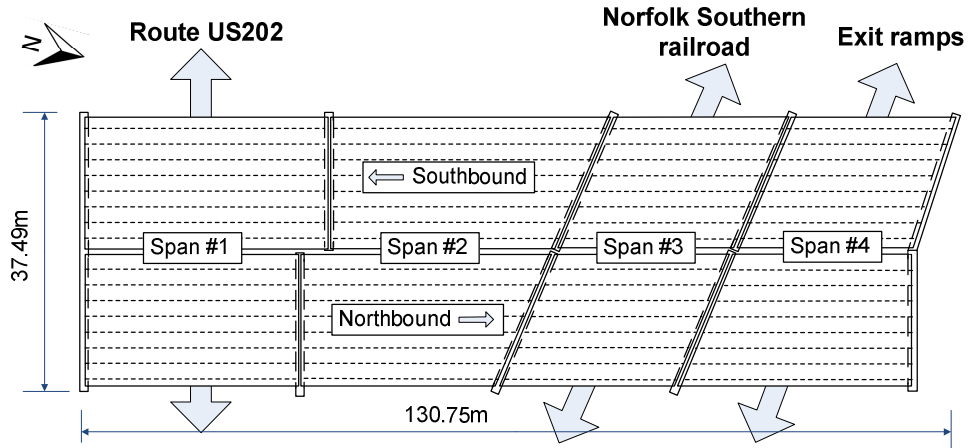 N
Route US202
Norfolk Southern
railroad
Exit ramps
37.49m
Southbound
Span #1
Span #2
Span #3
Span #4
Northbound
130.75m